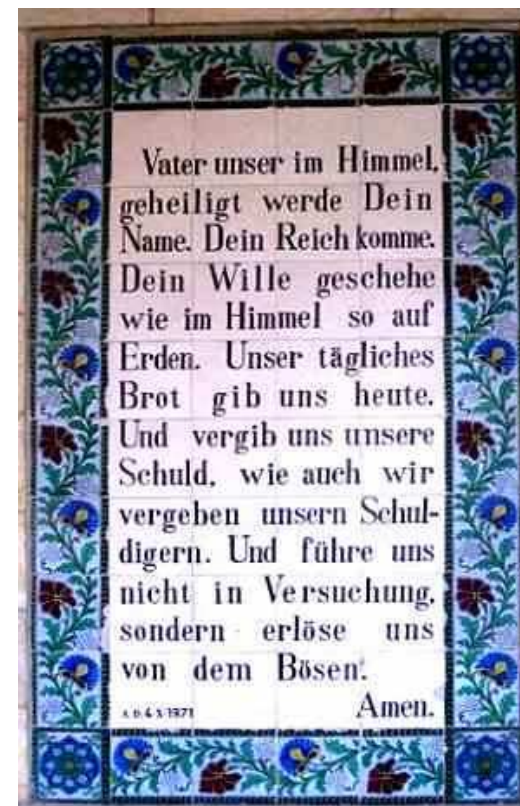 Vater unser im Himmel,
geheiligt werde Dein
Name. Dein Reich komme.
Dein Wille geschehe
wie im Himmel so auf
Erden. Unser tägliches
Brot gib uns heute.
Und vergib uns unsere
Schuld, wie auch wir
vergeben unsern Schul-
digern. Und führe uns
nicht in Versuchung,
sondern erlöse uns
von dem Bösen.
Amen.